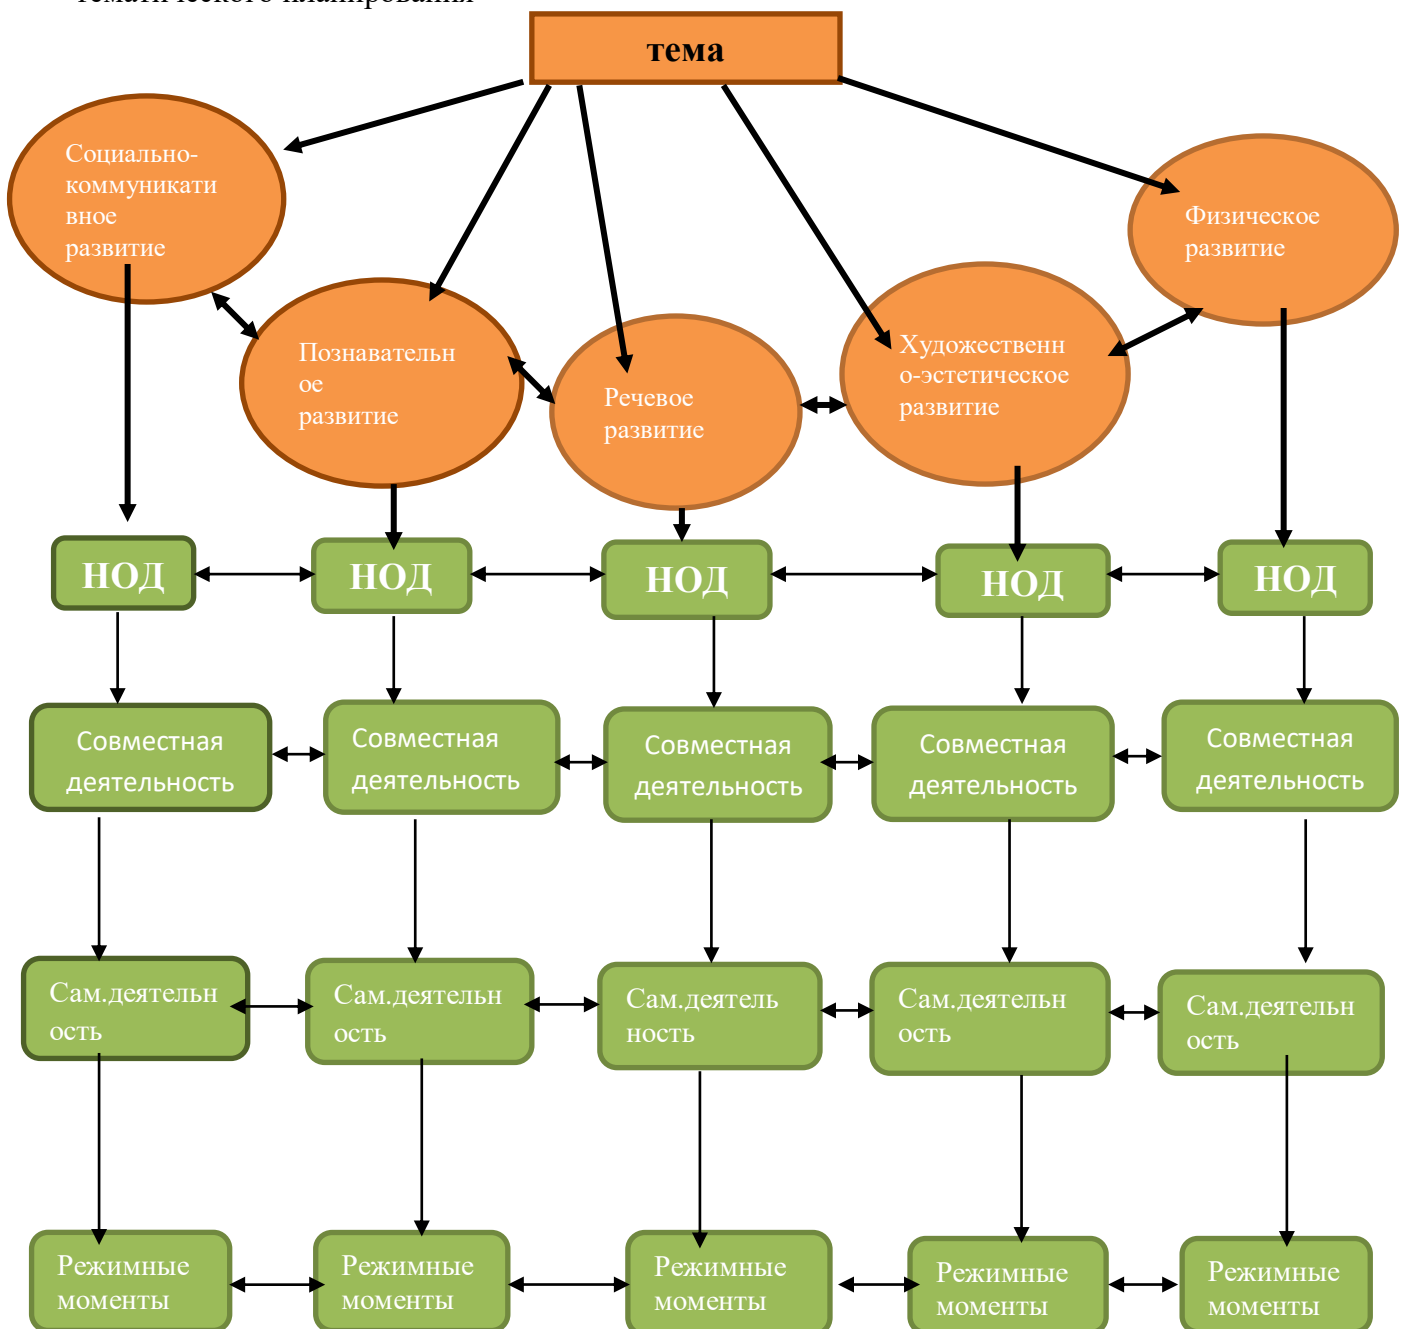 тематического планирования
тема
Социально-
коммуникати
вное
развитие
Познавательн
ое
развитие
Речевое
развитие
Художественн
о-эстетическое
развитие
Физическое
развитие
НОД
НОД
НОД
НОД
НОД
Совместная
деятельность
Совместная
деятельность
Совместная
деятельность
Совместная
деятельность
Совместная
деятельность
Сам.деятельн
ость
Сам.деятельн
ость
Сам.деятель
ность
Сам.деятельн
ость
Сам.деятельн
ость
Режимные
моменты
Режимные
моменты
Режимные
моменты
Режимные
моменты
Режимные
моменты